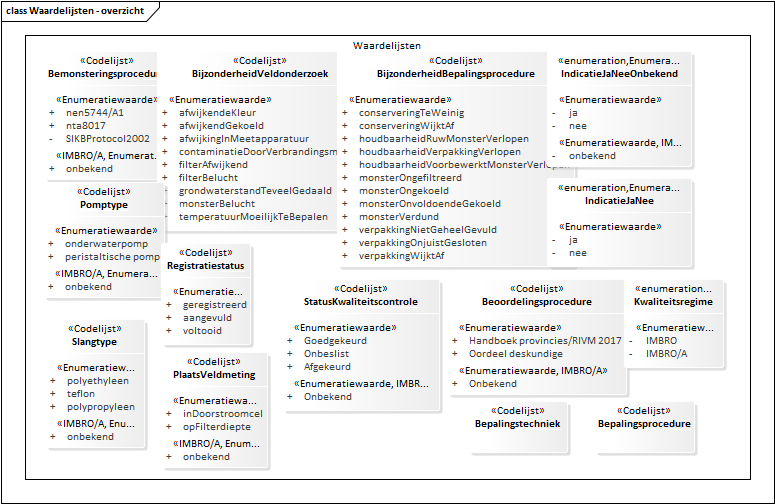 class Waardelijsten - overzicht
Waardelijsten
«Codelijst»
Bemonsteringsprocedur
«Enumeratiewaarde»
+ nen5744/A1
+ nta8017
- SIKBProtocol2002
«IMBRO/A, Enumerat...
+ onbekend
«Codelijst»
BijzonderheidVeldonderzoek
«Enumeratiewaarde»
+ afwijkendeKleur
+ afwijkendGekoeld
+ afwijkingInMeetapparatuur
+ contaminatieDoorVerbrandingsm
+ filterAfwijkend
+ filterBelucht
+ grondwaterstandTeveelGedaald
+ monsterBelucht
+ temperatuurMoeilijkTeBepalen
«Codelijst»
BijzonderheidBepalingsprocedure
«Enumeratiewaarde»
+ conserveringTeWeinig
+ conserveringWijktAf
+ houdbaarheidRuwMonsterVerlopen
+ houdbaarheidVerpakkingVerlopen
+ houdbaarheidVoorbewerktMonsterVerlopen
+ monsterOngefiltreerd
+ monsterOngekoeld
+ monsterOnvoldoendeGekoeld
+ monsterVerdund
+ verpakkingNietGeheelGevuld
+ verpakkingOnjuistGesloten
+ verpakkingWijktAf
«enumeration,Enumera...
IndicatieJaNeeOnbekend
«Enumeratiewaarde»
- ja
- nee
«Enumeratiewaarde, IM...
- onbekend
«enumeration,Enumera...
IndicatieJaNee
«Enumeratiewaarde»
- ja
- nee
«Codelijst»
Pomptype
«Enumeratiewaarde»
+ onderwaterpomp
+ peristaltische pomp
«IMBRO/A, Enumera...
+ onbekend
«Codelijst»
Registratiestatus
«Enumeratie...
+ geregistreerd
+ aangevuld
+ voltooid
«Codelijst»
StatusKwaliteitscontrole
«Enumeratiewaarde»
+ Goedgekeurd
+ Onbeslist
+ Afgekeurd
«Enumeratiewaarde, IMBR...
+ Onbekend
«Codelijst»
Beoordelingsprocedure
«Enumeratiewaarde»
+ Handboek provincies/RIVM 2017
+ Oordeel deskundige
«Enumeratiewaarde, IMBRO/A»
+ Onbekend
«enumeration...
Kwaliteitsregime
«Enumeratiew...
- IMBRO
- IMBRO/A
«Codelijst»
Slangtype
«Enumeratiew...
+ polyethyleen
+ teflon
+ polypropyleen
«IMBRO/A, Enu...
+ onbekend
«Codelijst»
PlaatsVeldmeting
«Enumeratiewa...
+ inDoorstroomcel
+ opFilterdiepte
«IMBRO/A, Enum...
+ onbekend
«Codelijst»
Bepalingstechniek
«Codelijst»
Bepalingsprocedure